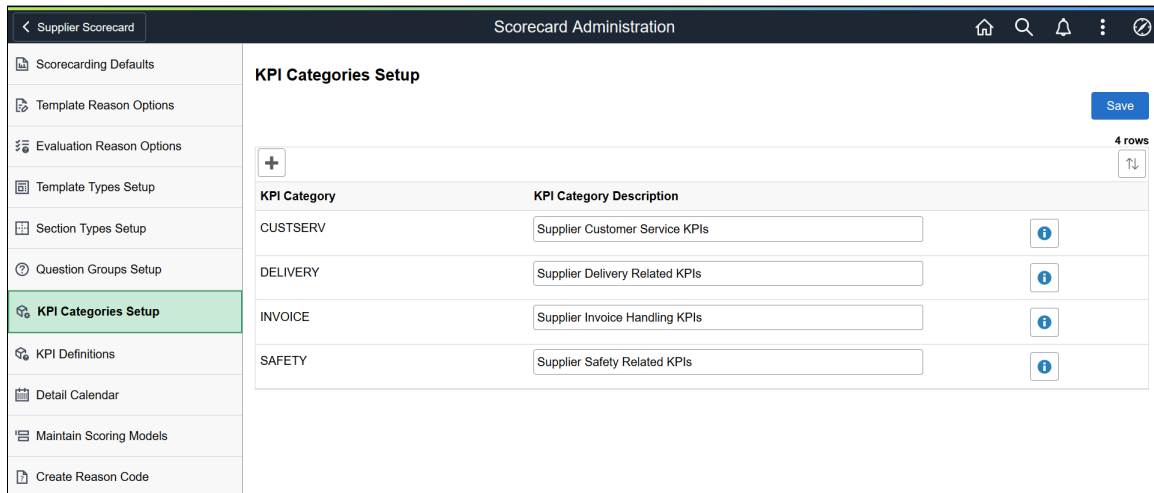 Supplier Scorecard
Scorecard Administration
Scorecarding Defaults
Template Reason Options
Evaluation Reason Options
Template Types Setup
Section Types Setup
Question Groups Setup
KPI Categories Setup
KPI Definitions
Detail Calendar
Maintain Scoring Models
Create Reason Code
KPI Categories Setup
Save
4 rows
KPI Category KPI Category Description
CUSTSERV Supplier Customer Service KPIs
DELIVERY Supplier Delivery Related KPIs
INVOICE Supplier Invoice Handling KPIs
SAFETY Supplier Safety Related KPIs